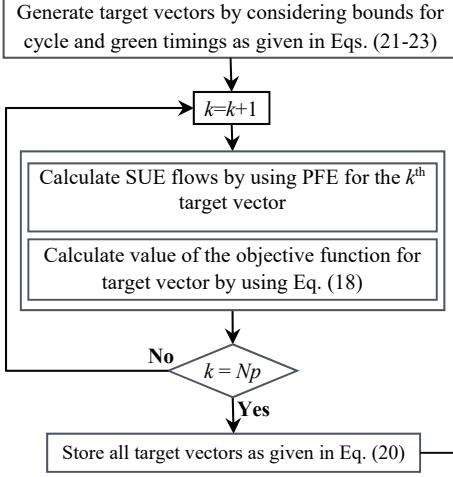 Generate target vectors by considering bounds for
cycle and green timings as given in Eqs. (21-23)
k=k+1
Calculate SUE flows by using PFE for the kth
target vector
Calculate value of the objective function for
target vector by using Eq. (18)
No
k = Np
Yes
Store all target vectors as given in Eq. (20)